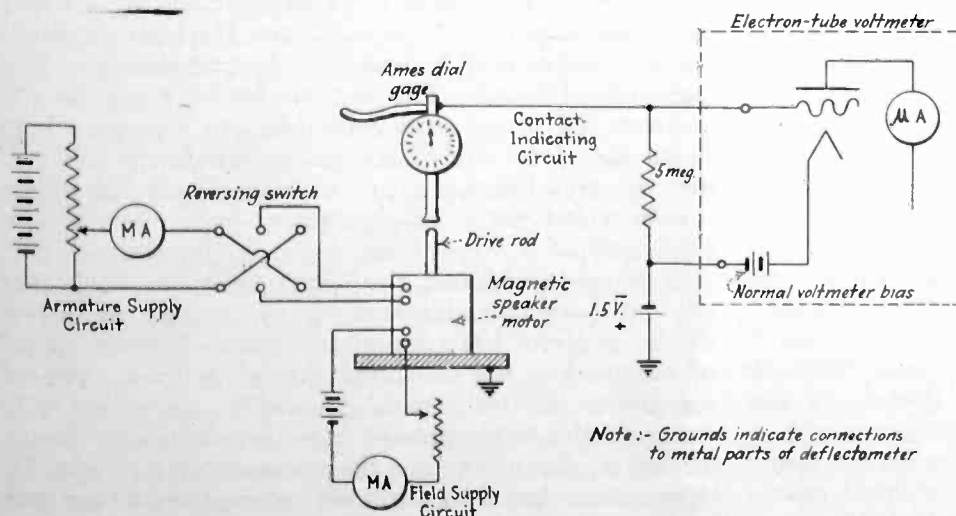 Electron-tube voltmeter
Ames dial
gage
Contact-
Indicating
Circuit
μA
5 meg.
Reversing switch
MA
Drive rod
Magnetic
speaker
motor
Normal voltmeter bias
1.5 V.
+
Armature Supply
Circuit
Note:- Grounds indicate connections
to metal parts of deflectometer
MA
Field Supply
Circuit